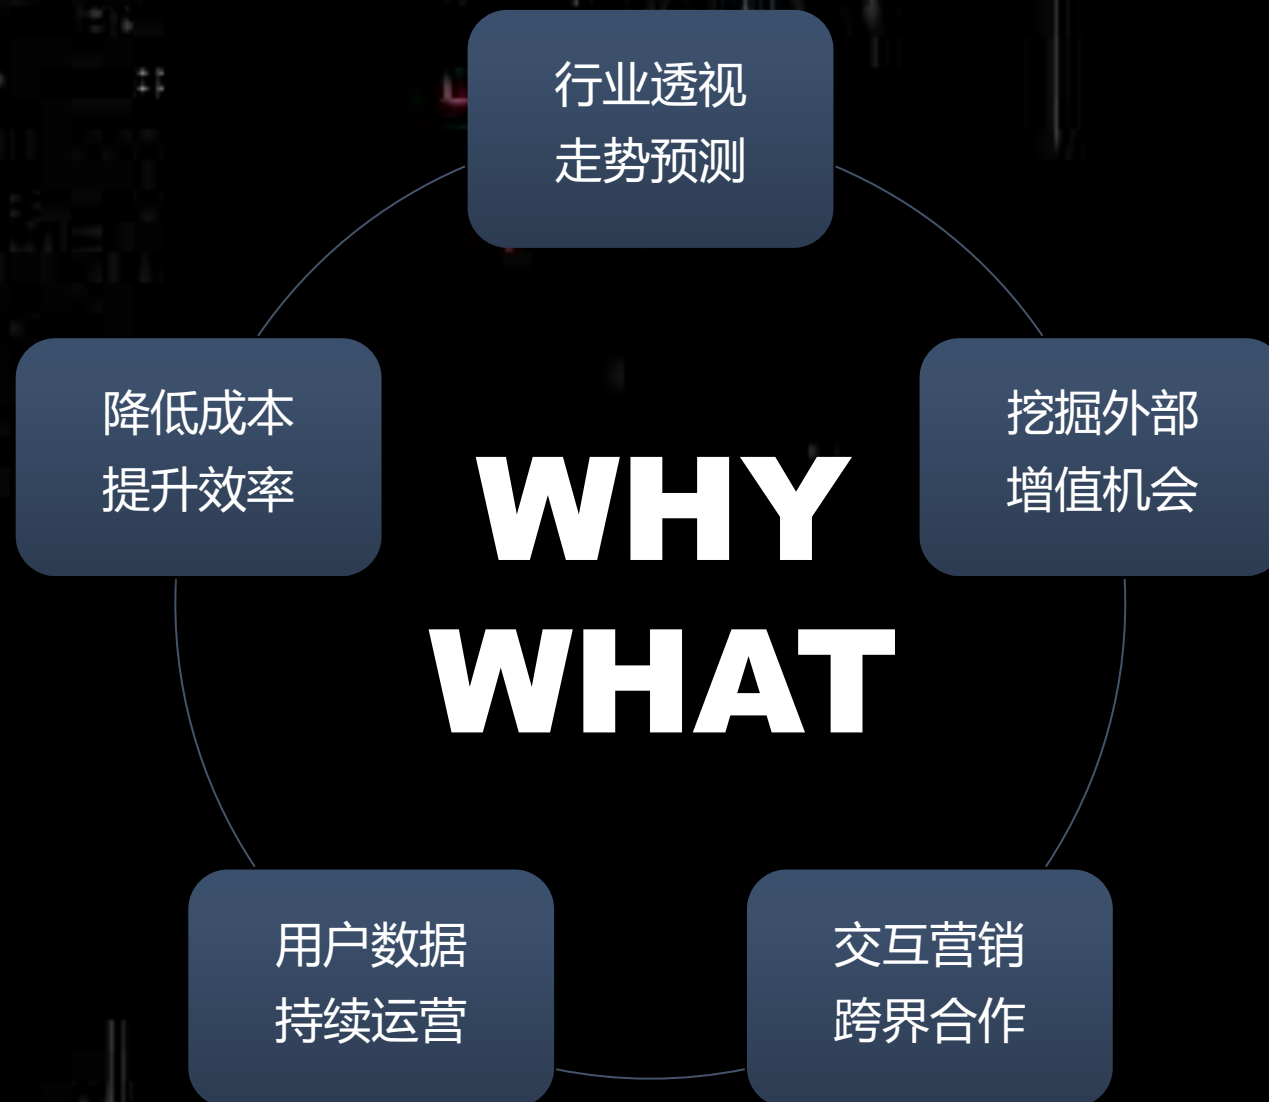 行业透视
走势预测
降低成本
提升效率
挖掘外部
增值机会
WHY
WHAT
用户数据
持续运营
交互营销
跨界合作